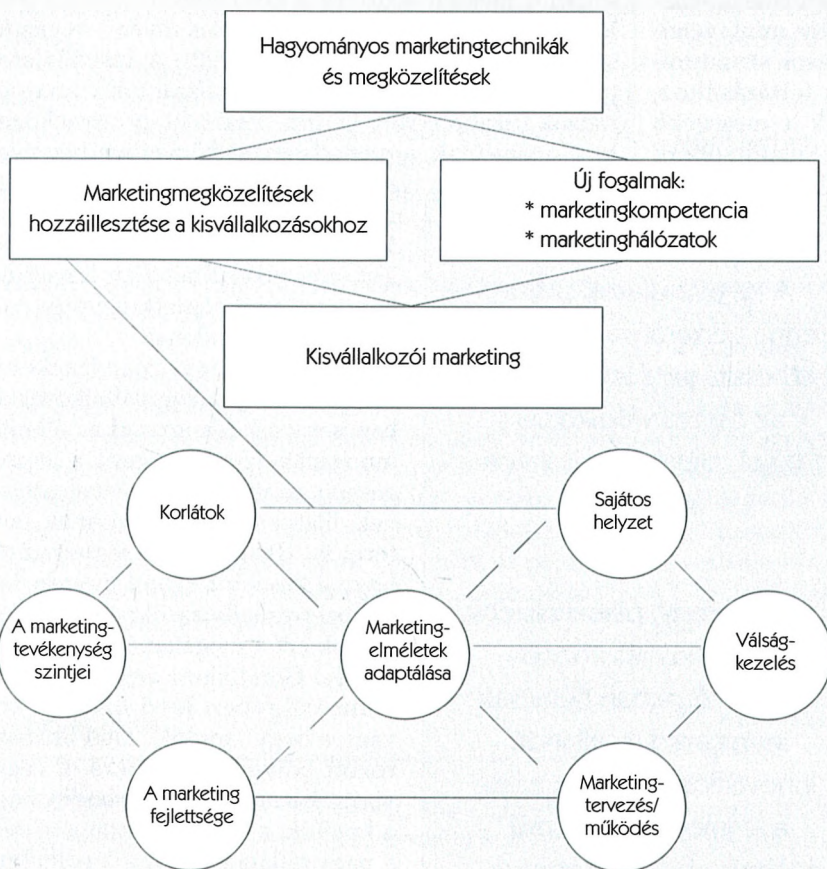 Hagyományos marketingtechnikák
és megközelítések
Marketingmegközelítések
hozzáillesztése a kisvállalkozásokhoz
Új fogalmak:
* marketingkompetencia
* marketinghálózatok
Kisvállalkozói marketing
Korlátok
Sajátos
helyzet
A marketing-
tevékenység
szintjei
Marketing-
elméletek
adaptálása
Válság-
kezelés
A marketing
fejlettsége
Marketing-
tervezés/
működés